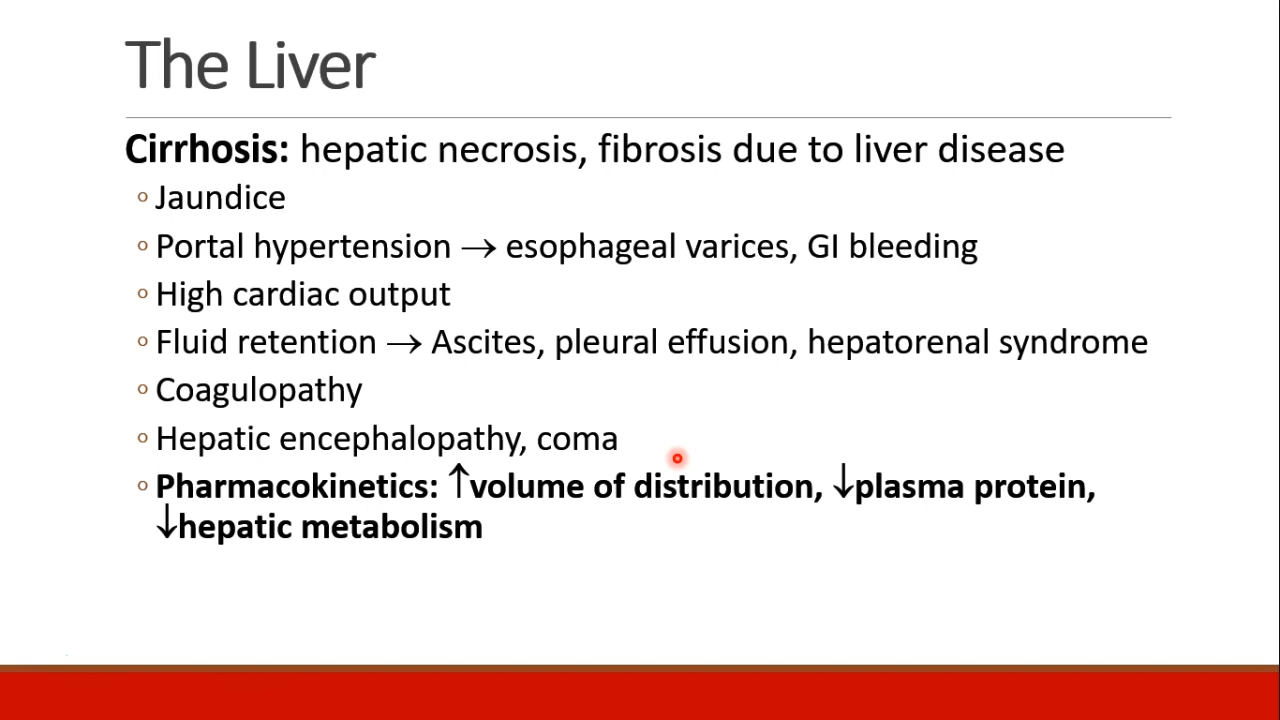 The Liver
Cirrhosis: hepatic necrosis, fibrosis due to liver disease
◦ Jaundice
◦ Portal hypertension → esophageal varices, GI bleeding
◦ High cardiac output
◦ Fluid retention → Ascites, pleural effusion, hepatorenal syndrome
◦ Coagulopathy
◦ Hepatic encephalopathy, coma
◦ Pharmacokinetics: ↑volume of distribution, ↓plasma protein,
↓hepatic metabolism